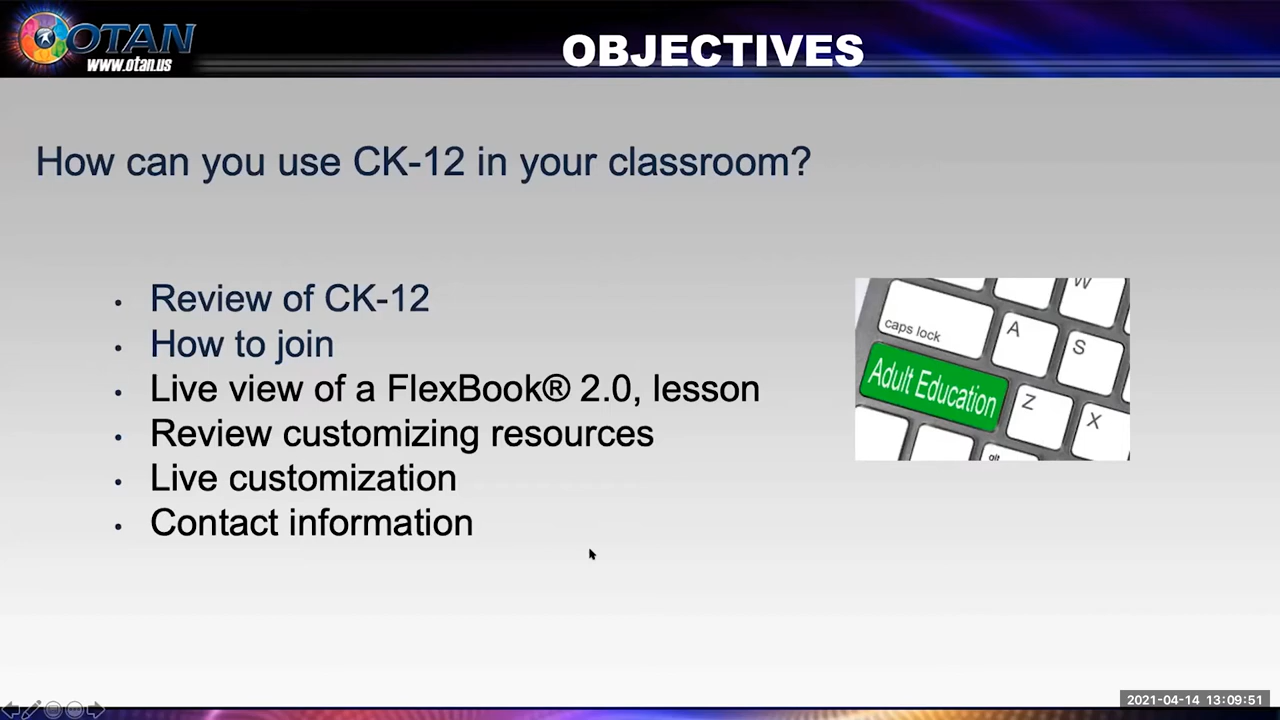 OTAN
www.otan.us
OBJECTIVES
How can you use CK-12 in your classroom?
• Review of CK-12
• How to join
• Live view of a FlexBook® 2.0, lesson
• Review customizing resources
• Live customization
• Contact information
W
caps lock
A
S
Adult Education
Z
X
2021-04-14 13:09:51